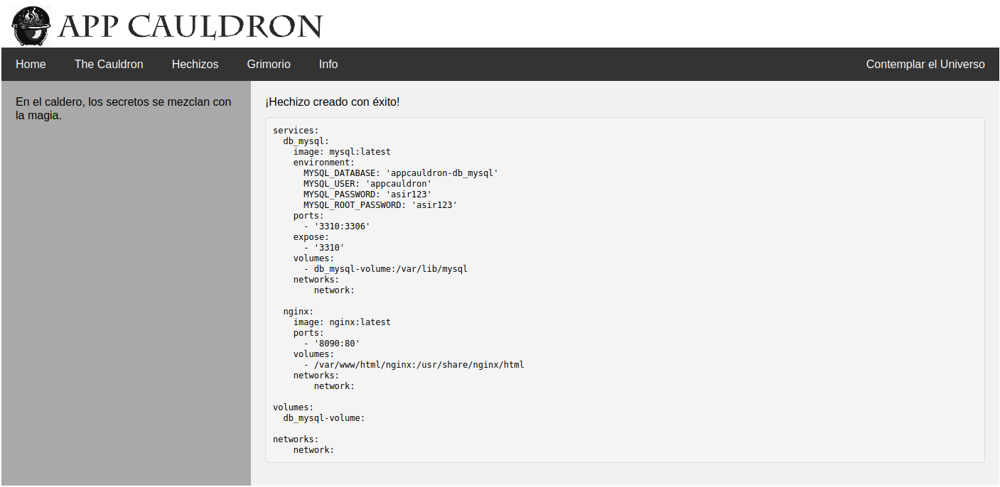 APP CAULDRON
Home The Cauldron Hechizos Grimorio Info Contemplar el Universo
En el caldero, los secretos se mezclan con
la magia.
¡Hechizo creado con éxito!
services:
  db_mysql:
    image: mysql:latest
    environment:
      MYSQL_DATABASE: 'appcauldron-db_mysql'
      MYSQL_USER: 'appcauldron'
      MYSQL_PASSWORD: 'asir123'
      MYSQL_ROOT_PASSWORD: 'asir123'
    ports:
      - '3310:3306'
    expose:
      - '3310'
    volumes:
      - db_mysql-volume:/var/lib/mysql
    networks:
        network:
  nginx:
    image: nginx:latest
    ports:
      - '8090:80'
    volumes:
      - /var/www/html/nginx:/usr/share/nginx/html
    networks:
        network:
volumes:
  db_mysql-volume:
networks:
    network: